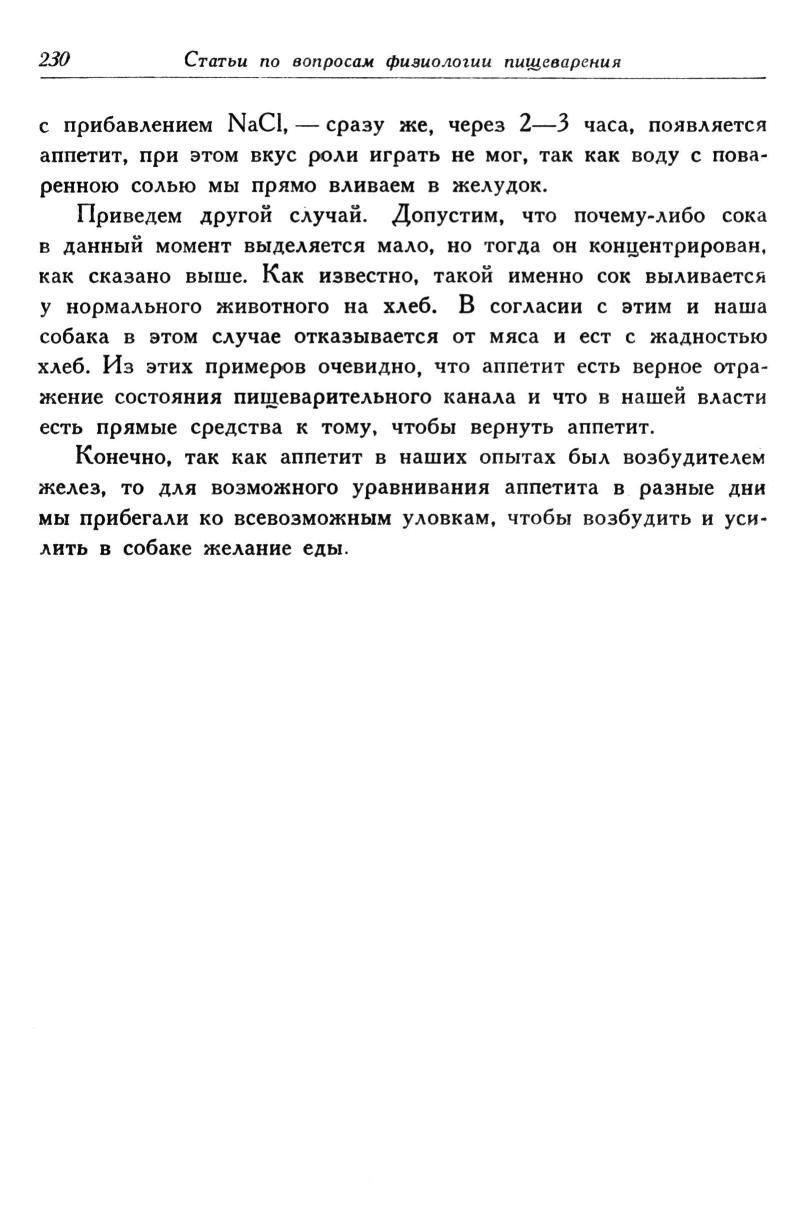 230 Статьи по вопросам физиологии пищеварения
с прибавлением NaCl, — сразу же, через 2—3 часа, появляется
аппетит, при этом вкус роли играть не мог, так как воду с пова-
ренною солью мы прямо вливаем в желудок.
Приведем другой случай. Допустим, что почему-либо сока
в данный момент выделяется мало, но тогда он концентрирован,
как сказано выше. Как известно, такой именно сок выливается
у нормального животного на хлеб. В согласии с этим и наша
собака в этом случае отказывается от мяса и ест с жадностью
хлеб. Из этих примеров очевидно, что аппетит есть верное отра-
жение состояния пищеварительного канала и что в нашей власти
есть прямые средства к тому, чтобы вернуть аппетит.
Конечно, так как аппетит в наших опытах был возбудителем
желез, то для возможного уравнивания аппетита в разные дни
мы прибегали ко всевозможным уловкам, чтобы возбудить и уси-
лить в собаке желание еды.